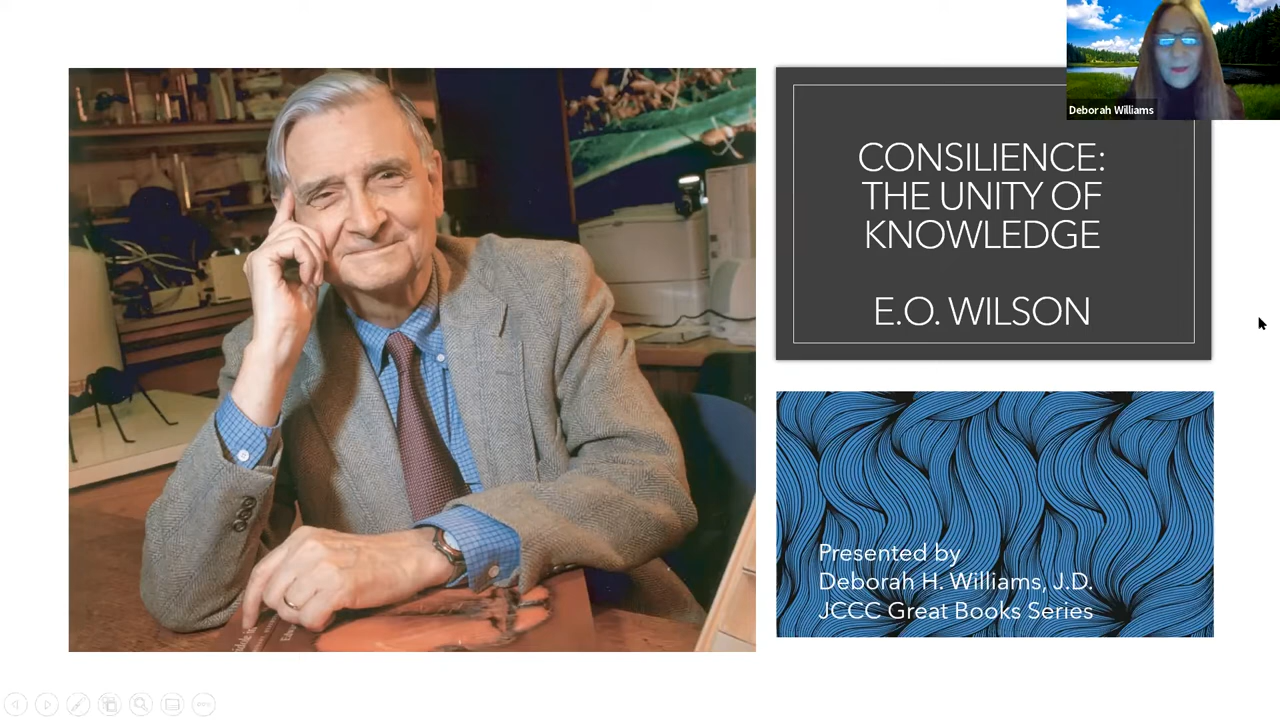 Deborah Williams
CONSILIENCE:
THE UNITY OF
KNOWLEDGE
E.O. WILSON
Presented by
Deborah H. Williams, J.D.
JCCC Great Books Series